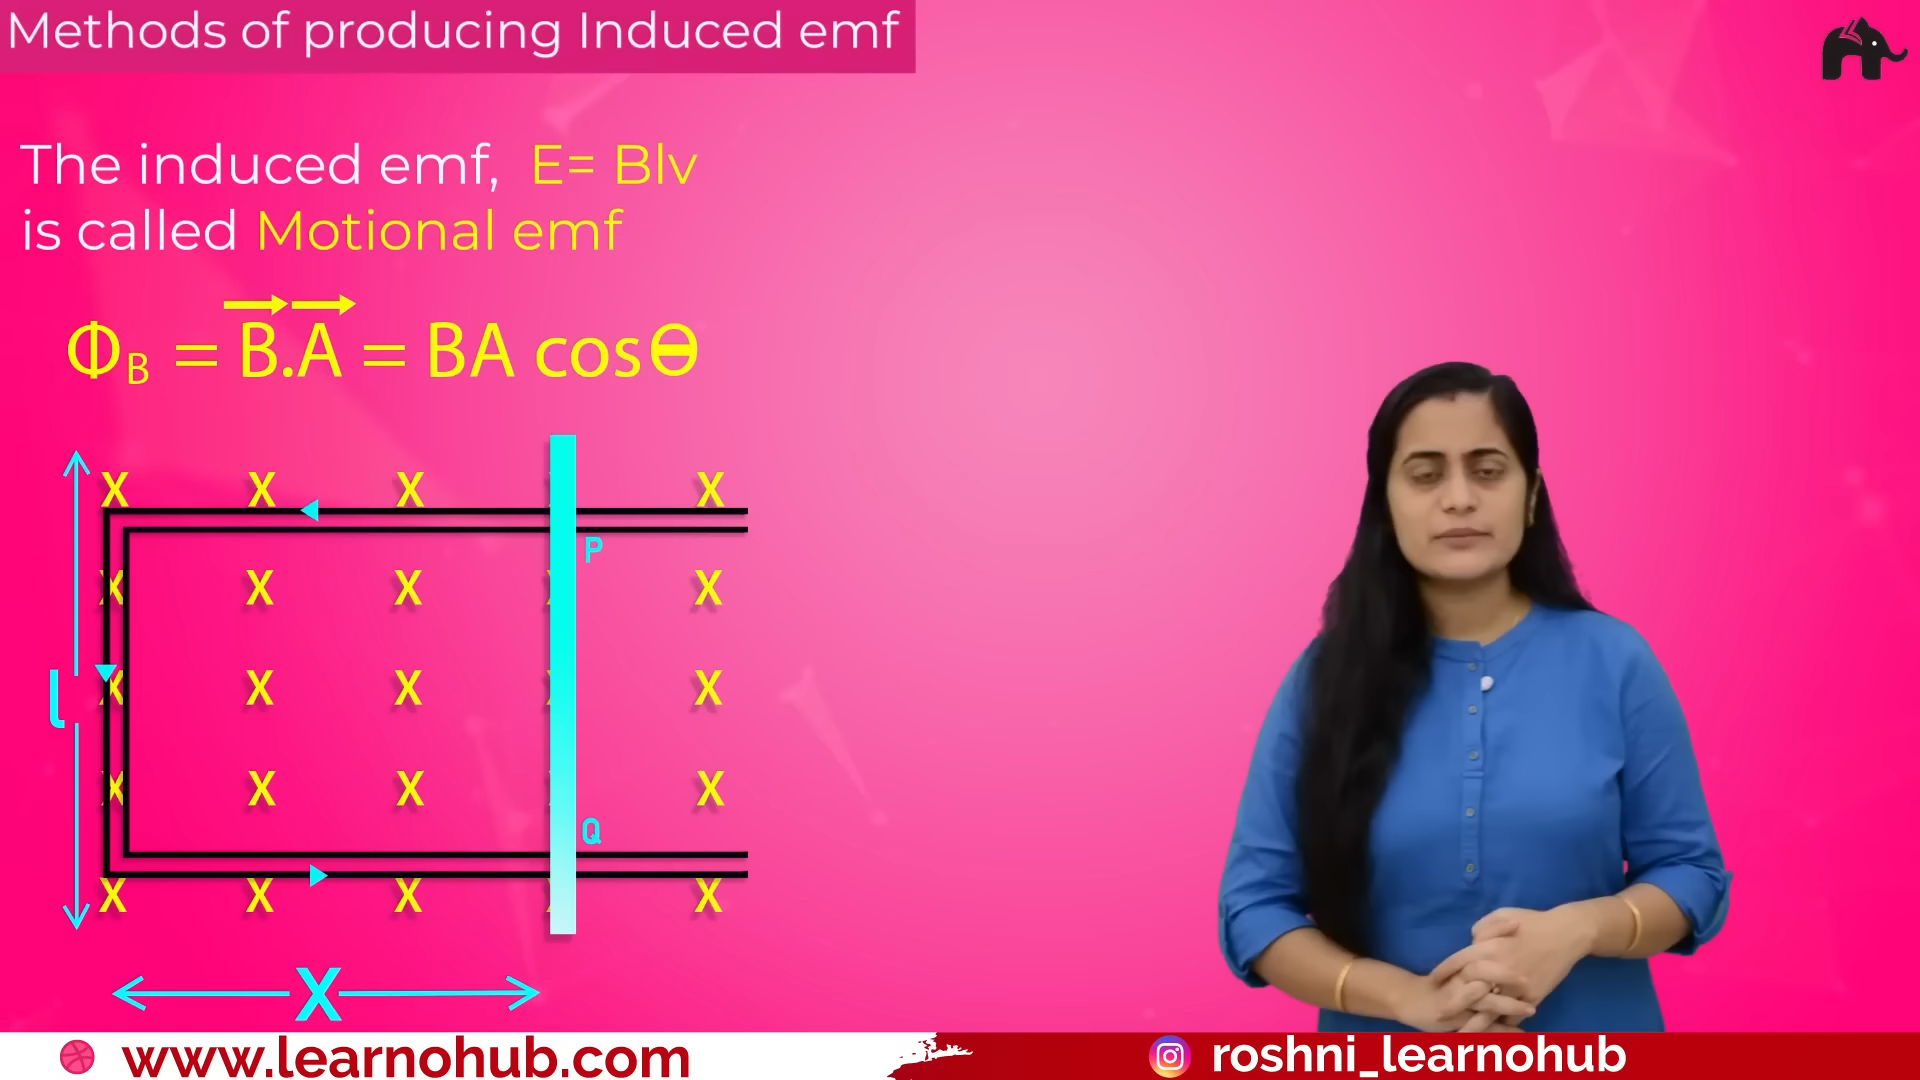 Methods of producing Induced emf
The induced emf, E= Blv
is called Motional emf
Φ_B = B.A = BA cosΘ
X X X X
P
X X X X
X X X X
l
X X X X
Q
X X X X
X
www.learnohub.com
roshni_learnohub